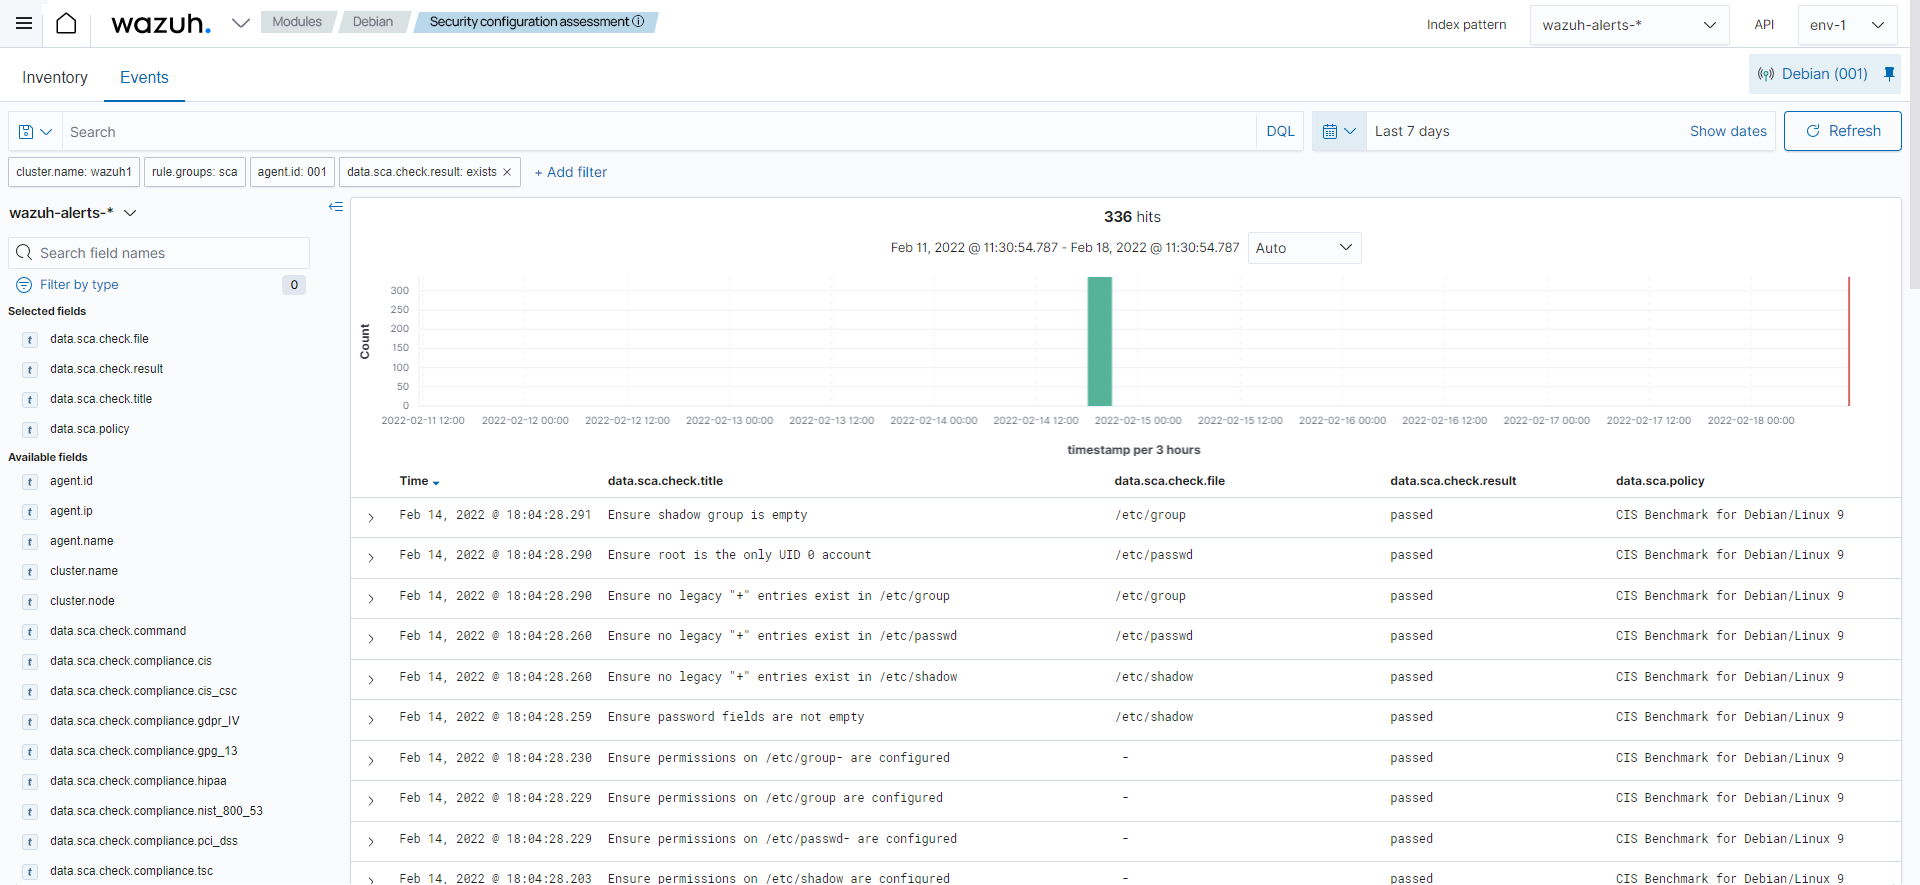 wazuh.
Modules
Debian
Security configuration assessment
Index pattern
wazuh-alerts-*
API
env-1
Inventory
Events
Debian (001)
Search
DQL
Last 7 days
Show dates
Refresh
cluster.name: wazuh1
rule.groups: sca
agent.id: 001
data.sca.check.result: exists ×
+ Add filter
wazuh-alerts-*
Search field names
Filter by type
0
Selected fields
t data.sca.check.file
t data.sca.check.result
t data.sca.check.title
t data.sca.policy
Available fields
t agent.id
t agent.ip
t agent.name
t cluster.name
t cluster.node
t data.sca.check.command
t data.sca.check.compliance.cis
t data.sca.check.compliance.cis_csc
t data.sca.check.compliance.gdpr_IV
t data.sca.check.compliance.gpg_13
t data.sca.check.compliance.hipaa
t data.sca.check.compliance.nist_800_53
t data.sca.check.compliance.pci_dss
t data.sca.check.compliance.tsc
336 hits
Feb 11, 2022 @ 11:30:54.787 - Feb 18, 2022 @ 11:30:54.787
Auto
Count
300
250
200
150
100
50
0
2022-02-11 12:00 2022-02-12 00:00 2022-02-12 12:00 2022-02-13 00:00 2022-02-13 12:00 2022-02-14 00:00 2022-02-14 12:00 2022-02-15 00:00 2022-02-15 12:00 2022-02-16 00:00 2022-02-16 12:00 2022-02-17 00:00 2022-02-17 12:00 2022-02-18 00:00
timestamp per 3 hours
Time data.sca.check.title data.sca.check.file data.sca.check.result data.sca.policy
Feb 14, 2022 @ 18:04:28.291 Ensure shadow group is empty /etc/group passed CIS Benchmark for Debian/Linux 9
Feb 14, 2022 @ 18:04:28.290 Ensure root is the only UID 0 account /etc/passwd passed CIS Benchmark for Debian/Linux 9
Feb 14, 2022 @ 18:04:28.290 Ensure no legacy "+" entries exist in /etc/group /etc/group passed CIS Benchmark for Debian/Linux 9
Feb 14, 2022 @ 18:04:28.260 Ensure no legacy "+" entries exist in /etc/passwd /etc/passwd passed CIS Benchmark for Debian/Linux 9
Feb 14, 2022 @ 18:04:28.260 Ensure no legacy "+" entries exist in /etc/shadow /etc/shadow passed CIS Benchmark for Debian/Linux 9
Feb 14, 2022 @ 18:04:28.259 Ensure password fields are not empty /etc/shadow passed CIS Benchmark for Debian/Linux 9
Feb 14, 2022 @ 18:04:28.230 Ensure permissions on /etc/group- are configured - passed CIS Benchmark for Debian/Linux 9
Feb 14, 2022 @ 18:04:28.229 Ensure permissions on /etc/group are configured - passed CIS Benchmark for Debian/Linux 9
Feb 14, 2022 @ 18:04:28.229 Ensure permissions on /etc/passwd- are configured - passed CIS Benchmark for Debian/Linux 9
Feb 14, 2022 @ 18:04:28.203 Ensure permissions on /etc/shadow are configured - passed CIS Benchmark for Debian/Linux 9